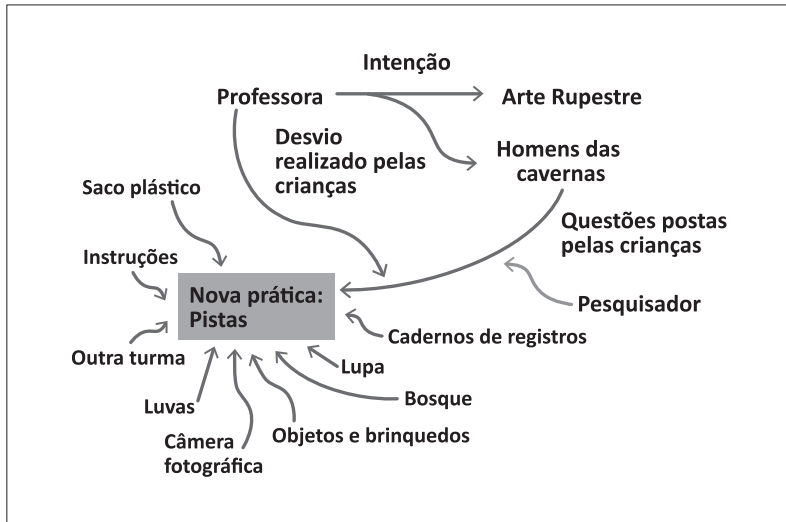 Intenção
Professora
Arte Rupestre
Desvio
realizado pelas
crianças
Homens das
cavernas
Saco plástico
Questões postas
pelas crianças
Instruções
Nova prática:
Pistas
Pesquisador
Cadernos de registros
Outra turma
Lupa
Bosque
Luvas
Objetos e brinquedos
Câmera
fotográfica